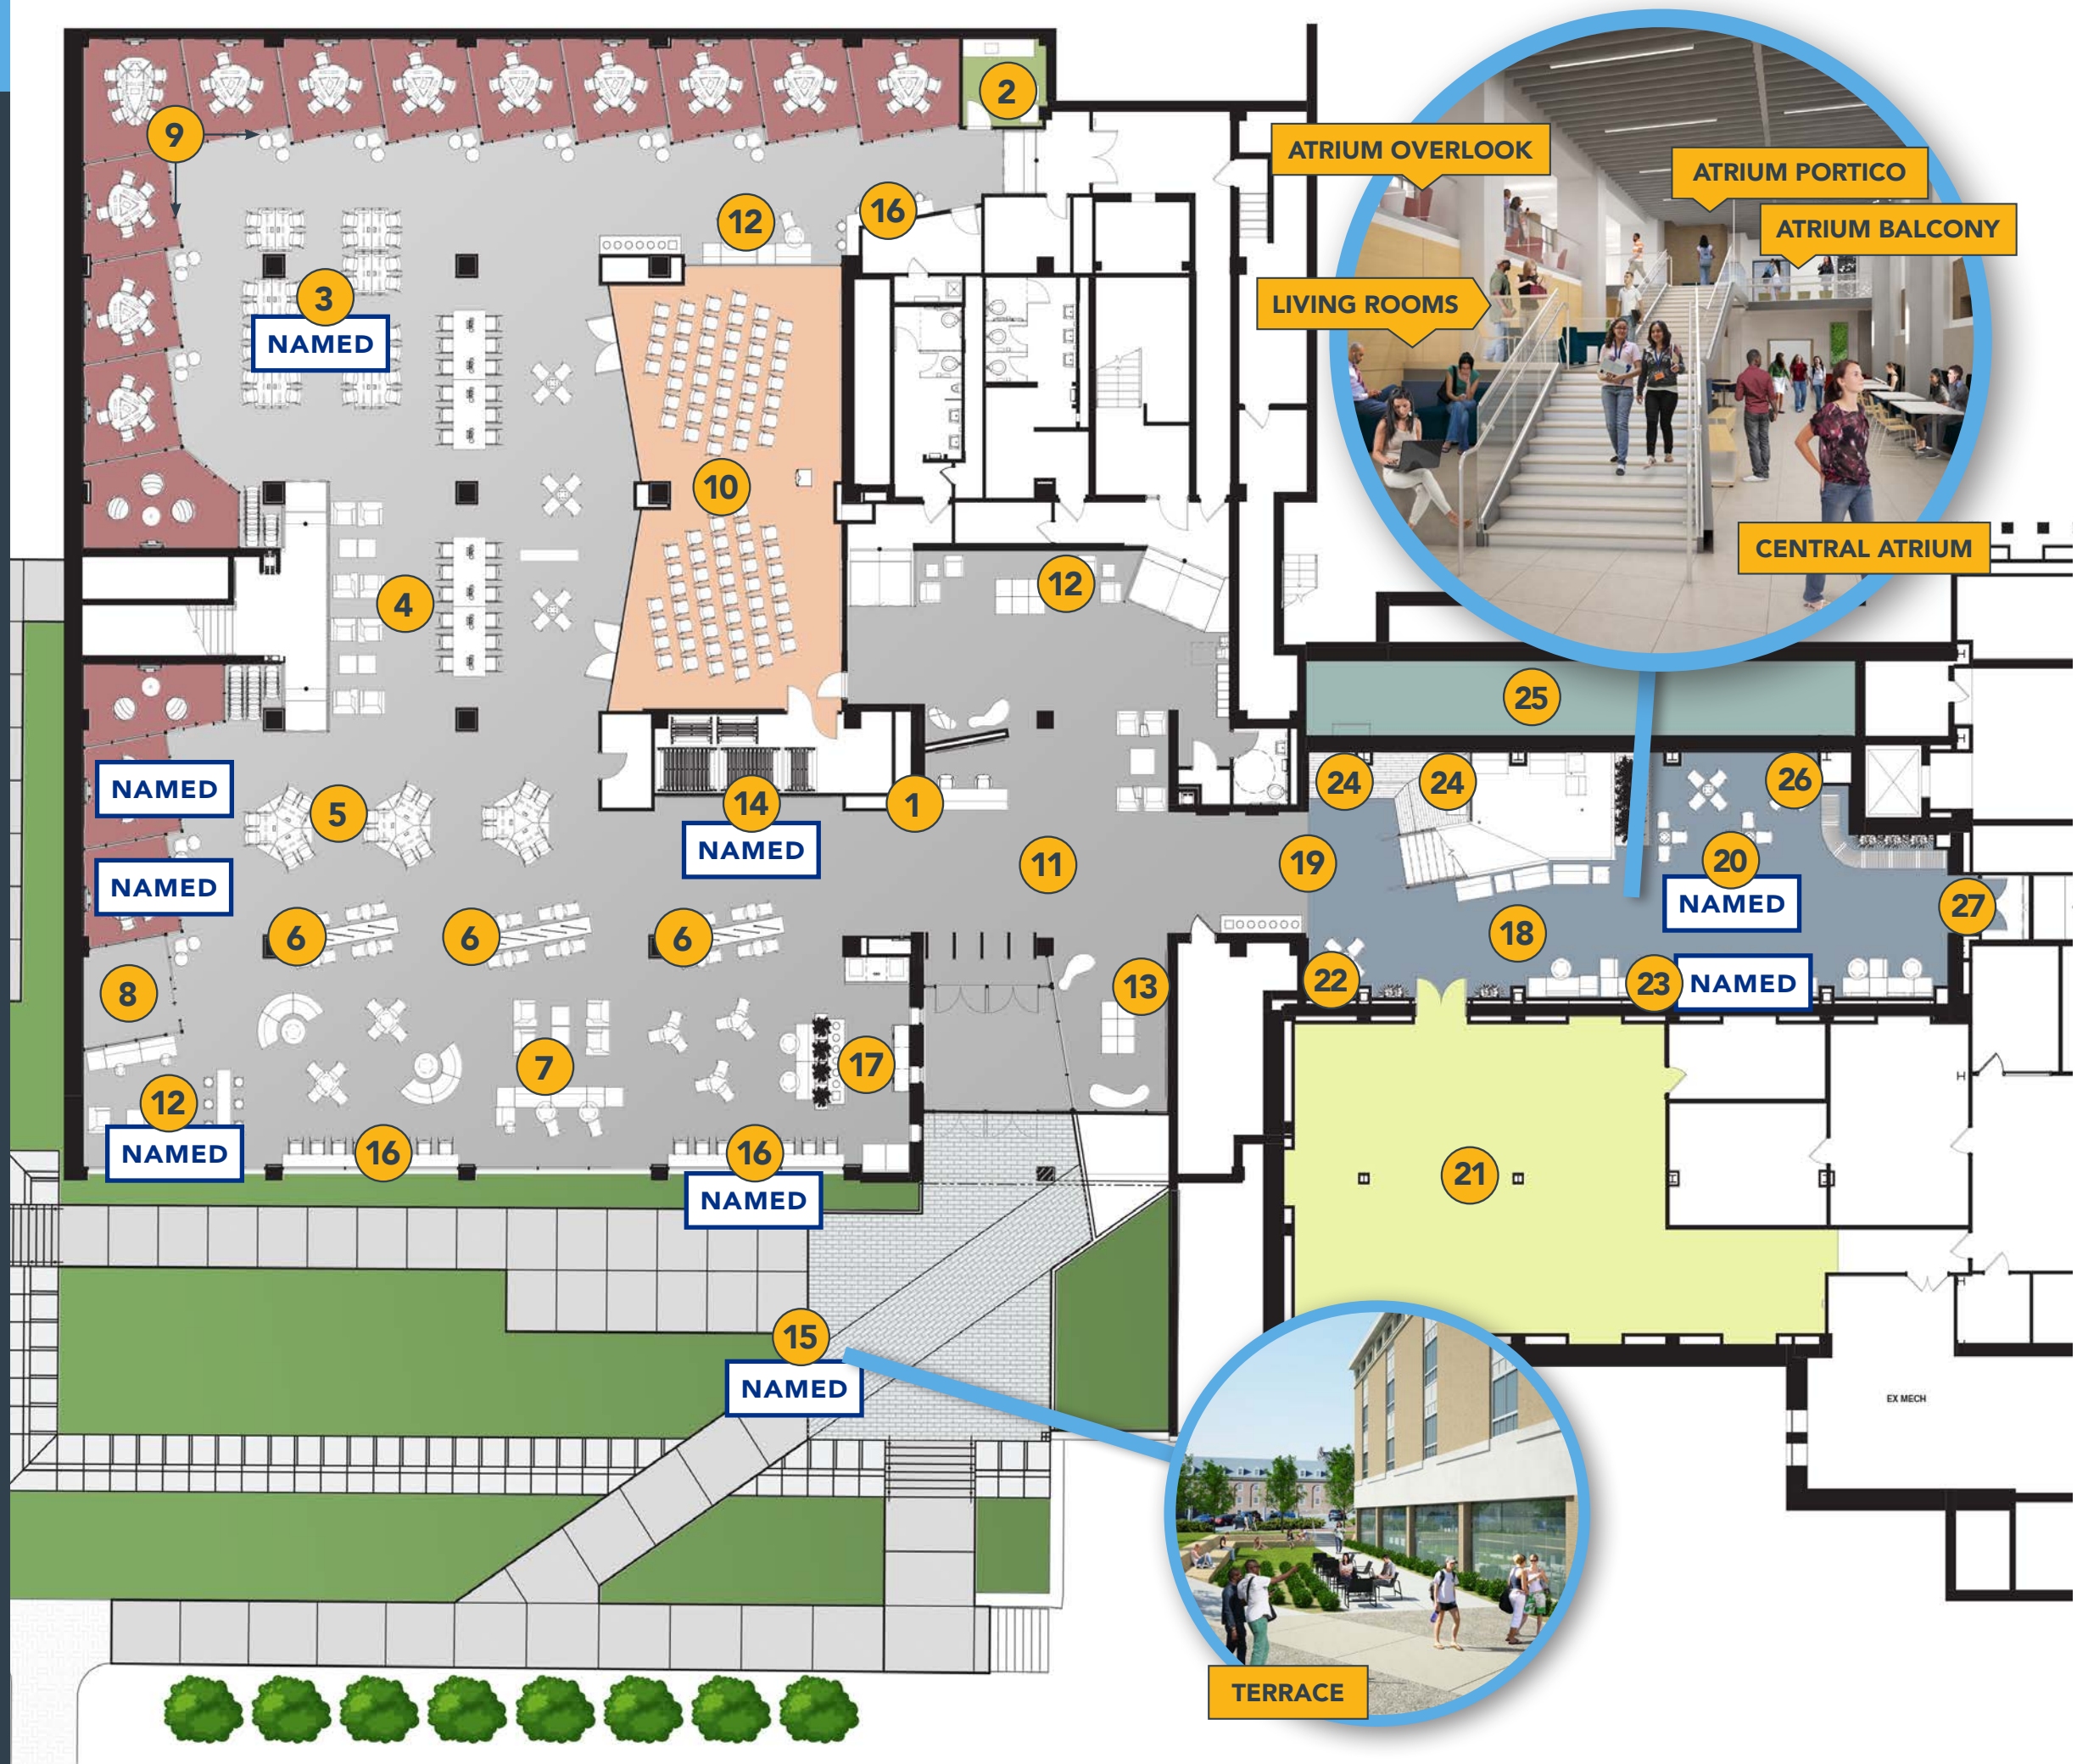 2
9
ATRIUM OVERLOOK
ATRIUM PORTICO
16
12
ATRIUM BALCONY
3
NAMED
LIVING ROOMS
10
CENTRAL ATRIUM
12
4
25
NAMED
5
14
NAMED
1
24
24
26
11
19
20
NAMED
NAMED
6
6
6
18
27
8
13
22
23
NAMED
7
17
12
NAMED
16
16
NAMED
21
15
NAMED
EX MECH
TERRACE